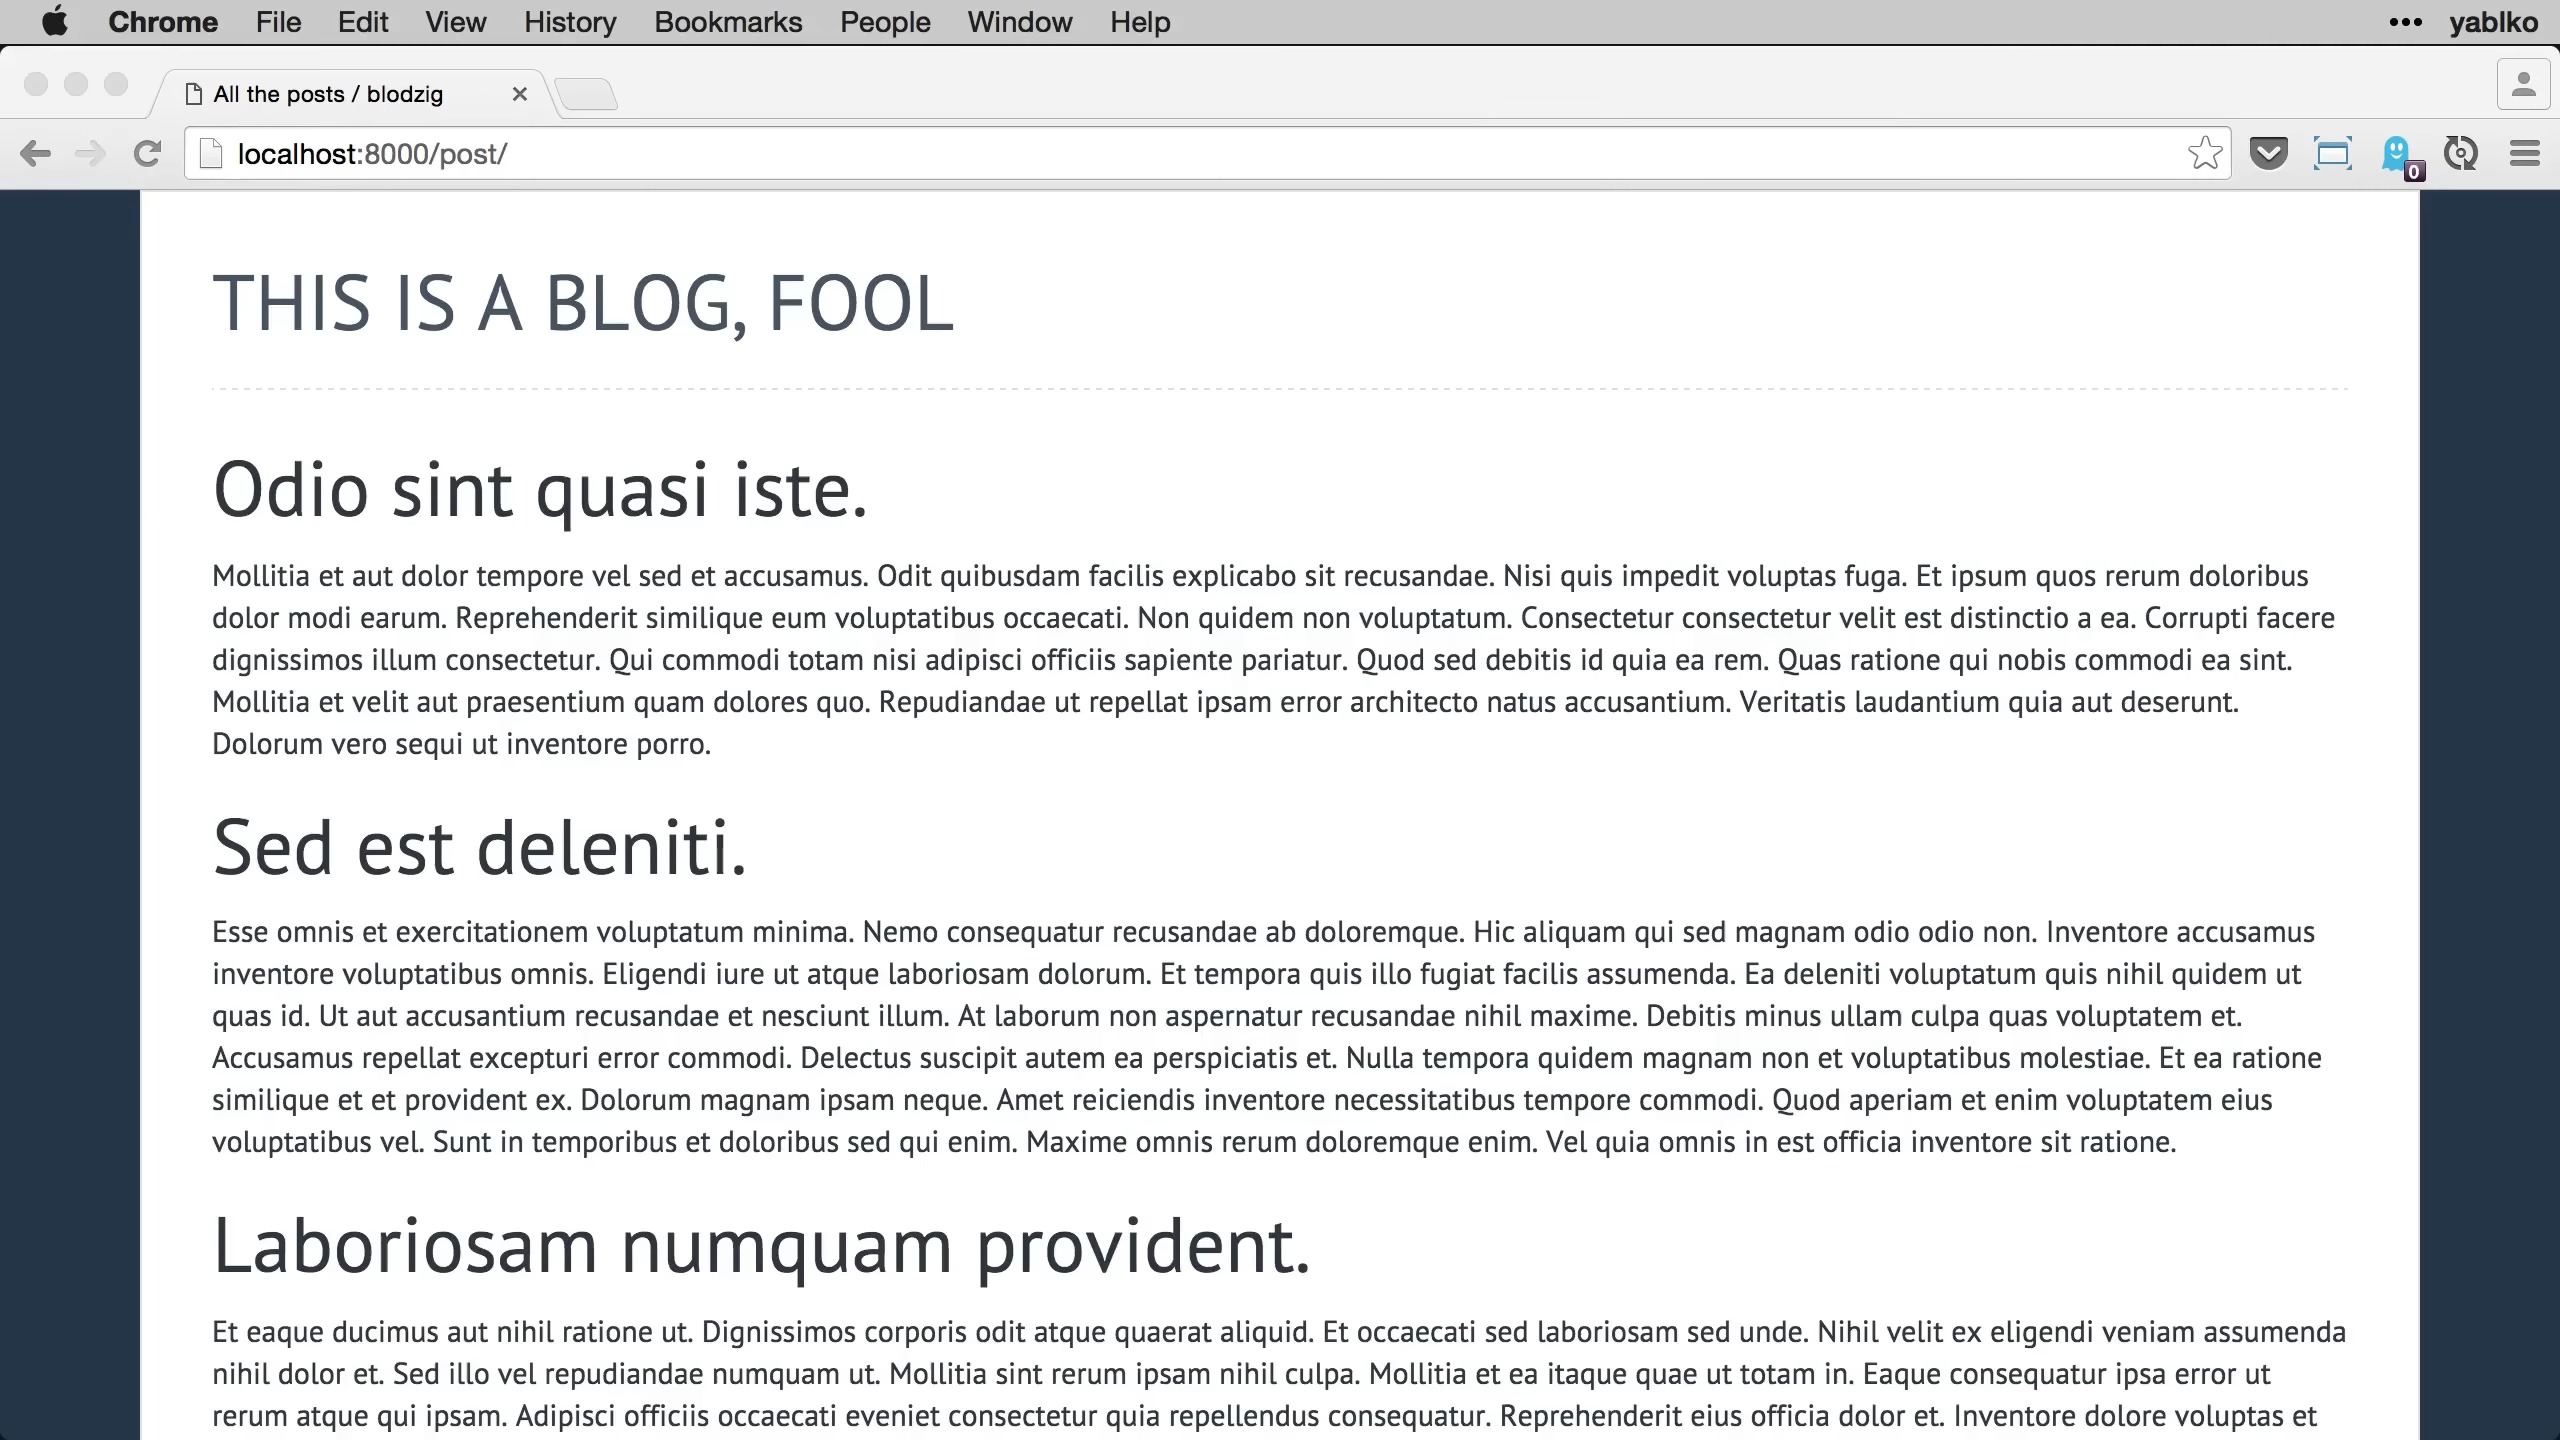 Chrome File Edit View History Bookmarks People Window Help ••• yablko
All the posts / blodzig
localhost:8000/post/
0
THIS IS A BLOG, FOOL
Odio sint quasi iste.
Mollitia et aut dolor tempore vel sed et accusamus. Odit quibusdam facilis explicabo sit recusandae. Nisi quis impedit voluptas fuga. Et ipsum quos rerum doloribus
dolor modi earum. Reprehenderit similique eum voluptatibus occaecati. Non quidem non voluptatum. Consectetur consectetur velit est distinctio a ea. Corrupti facere
dignissimos illum consectetur. Qui commodi totam nisi adipisci officiis sapiente pariatur. Quod sed debitis id quia ea rem. Quas ratione qui nobis commodi ea sint.
Mollitia et velit aut praesentium quam dolores quo. Repudiandae ut repellat ipsam error architecto natus accusantium. Veritatis laudantium quia aut deserunt.
Dolorum vero sequi ut inventore porro.
Sed est deleniti.
Esse omnis et exercitationem voluptatum minima. Nemo consequatur recusandae ab doloremque. Hic aliquam qui sed magnam odio odio non. Inventore accusamus
inventore voluptatibus omnis. Eligendi iure ut atque laboriosam dolorum. Et tempora quis illo fugiat facilis assumenda. Ea deleniti voluptatum quis nihil quidem ut
quas id. Ut aut accusantium recusandae et nesciunt illum. At laborum non aspernatur recusandae nihil maxime. Debitis minus ullam culpa quas voluptatem et.
Accusamus repellat excepturi error commodi. Delectus suscipit autem ea perspiciatis et. Nulla tempora quidem magnam non et voluptatibus molestiae. Et ea ratione
similique et et provident ex. Dolorum magnam ipsam neque. Amet reiciendis inventore necessitatibus tempore commodi. Quod aperiam et enim voluptatem eius
voluptatibus vel. Sunt in temporibus et doloribus sed qui enim. Maxime omnis rerum doloremque enim. Vel quia omnis in est officia inventore sit ratione.
Laboriosam numquam provident.
Et eaque ducimus aut nihil ratione ut. Dignissimos corporis odit atque quaerat aliquid. Et occaecati sed laboriosam sed unde. Nihil velit ex eligendi veniam assumenda
nihil dolor et. Sed illo vel repudiandae numquam ut. Mollitia sint rerum ipsam nihil culpa. Mollitia et ea itaque quae ut totam in. Eaque consequatur ipsa error ut
rerum atque qui ipsam. Adipisci officiis occaecati eveniet consectetur quia repellendus consequatur. Reprehenderit eius officia dolor et. Inventore dolore voluptas et